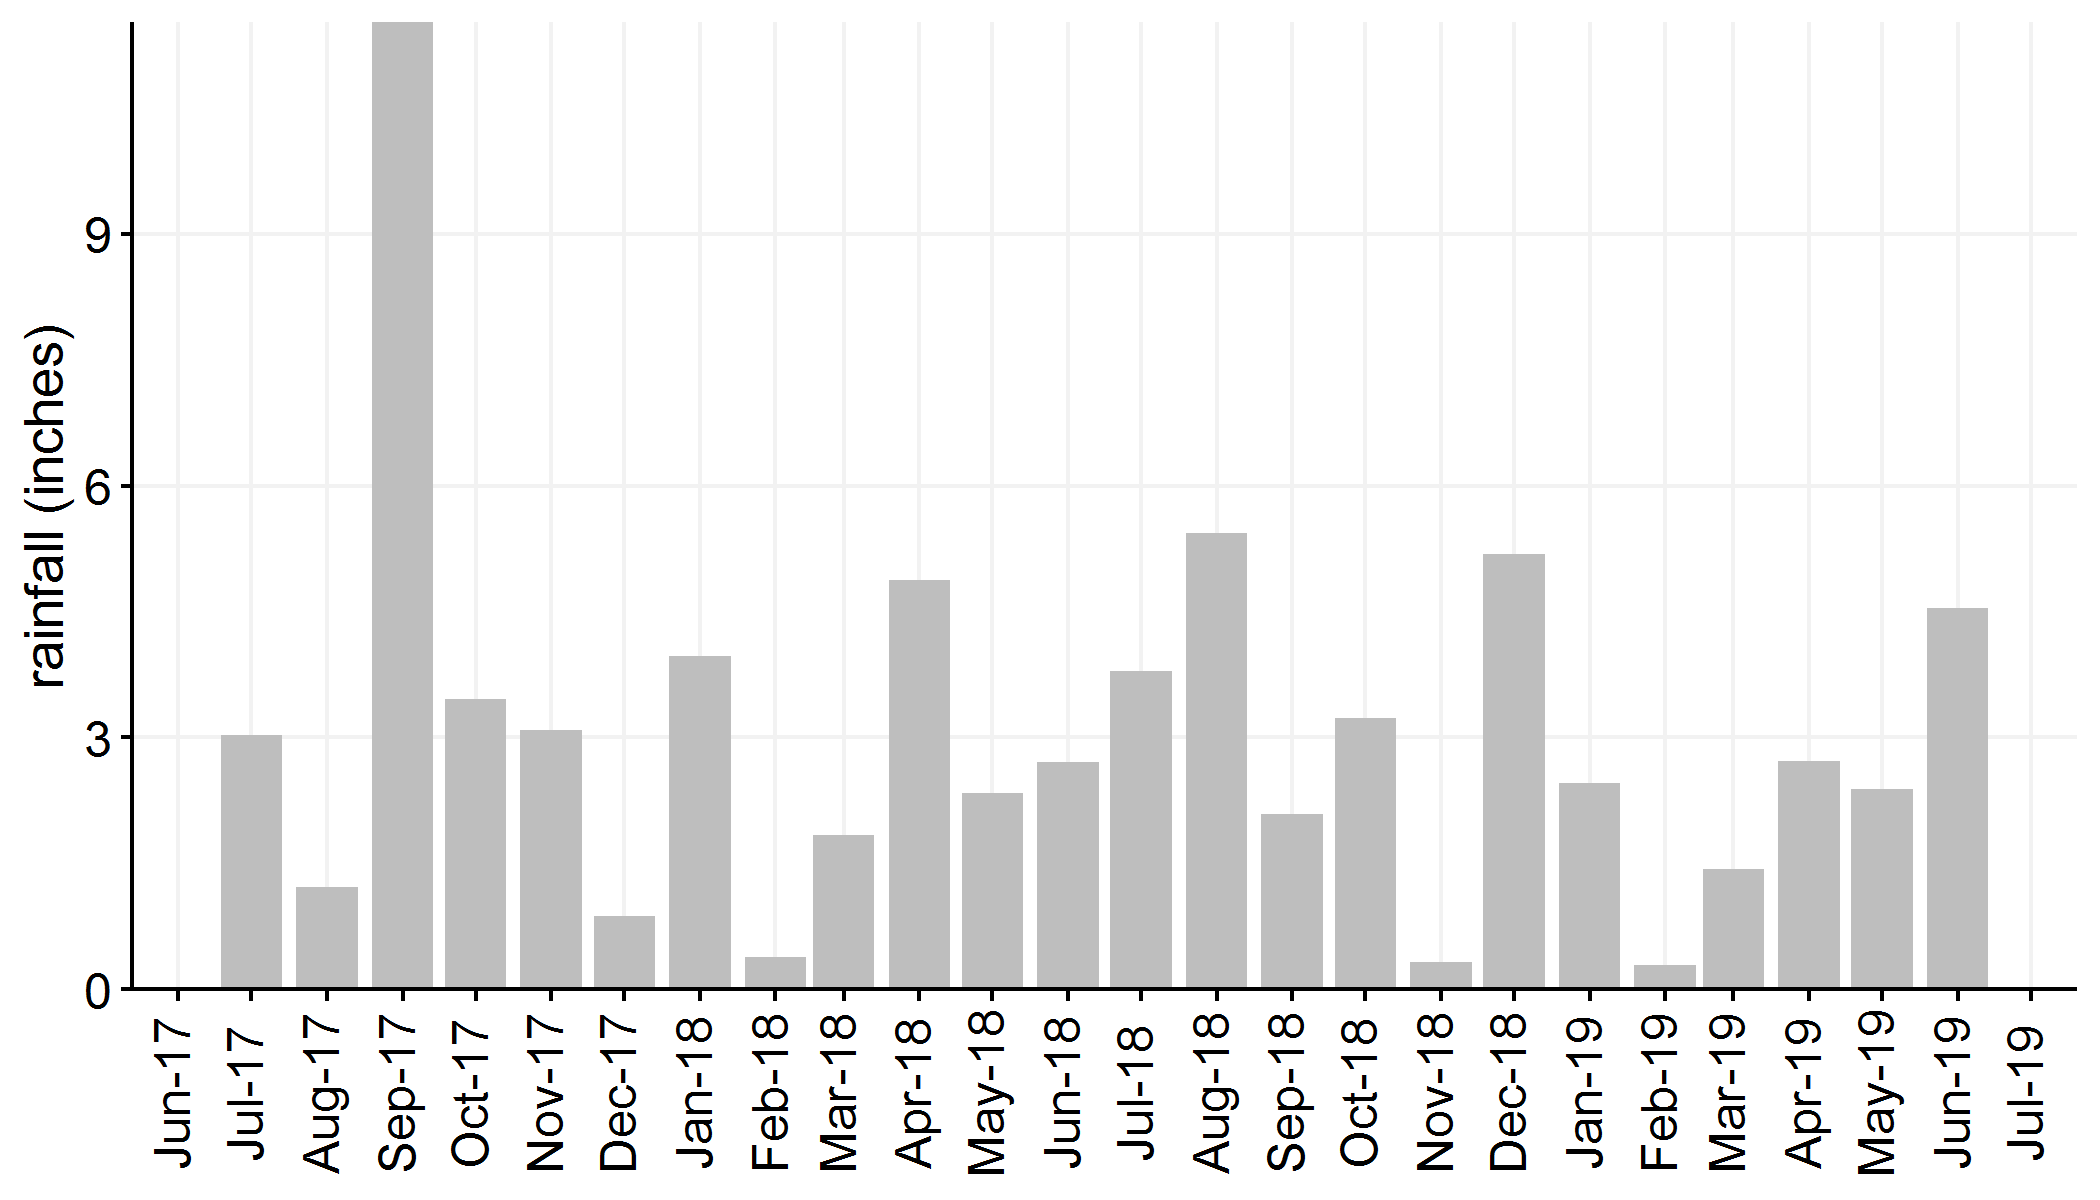 rainfall (inches)
9
6
3
0
Jun-17
Jul-17
Aug-17
Sep-17
Oct-17
Nov-17
Dec-17
Jan-18
Feb-18
Mar-18
Apr-18
May-18
Jun-18
Jul-18
Aug-18
Sep-18
Oct-18
Nov-18
Dec-18
Jan-19
Feb-19
Mar-19
Apr-19
May-19
Jun-19
Jul-19